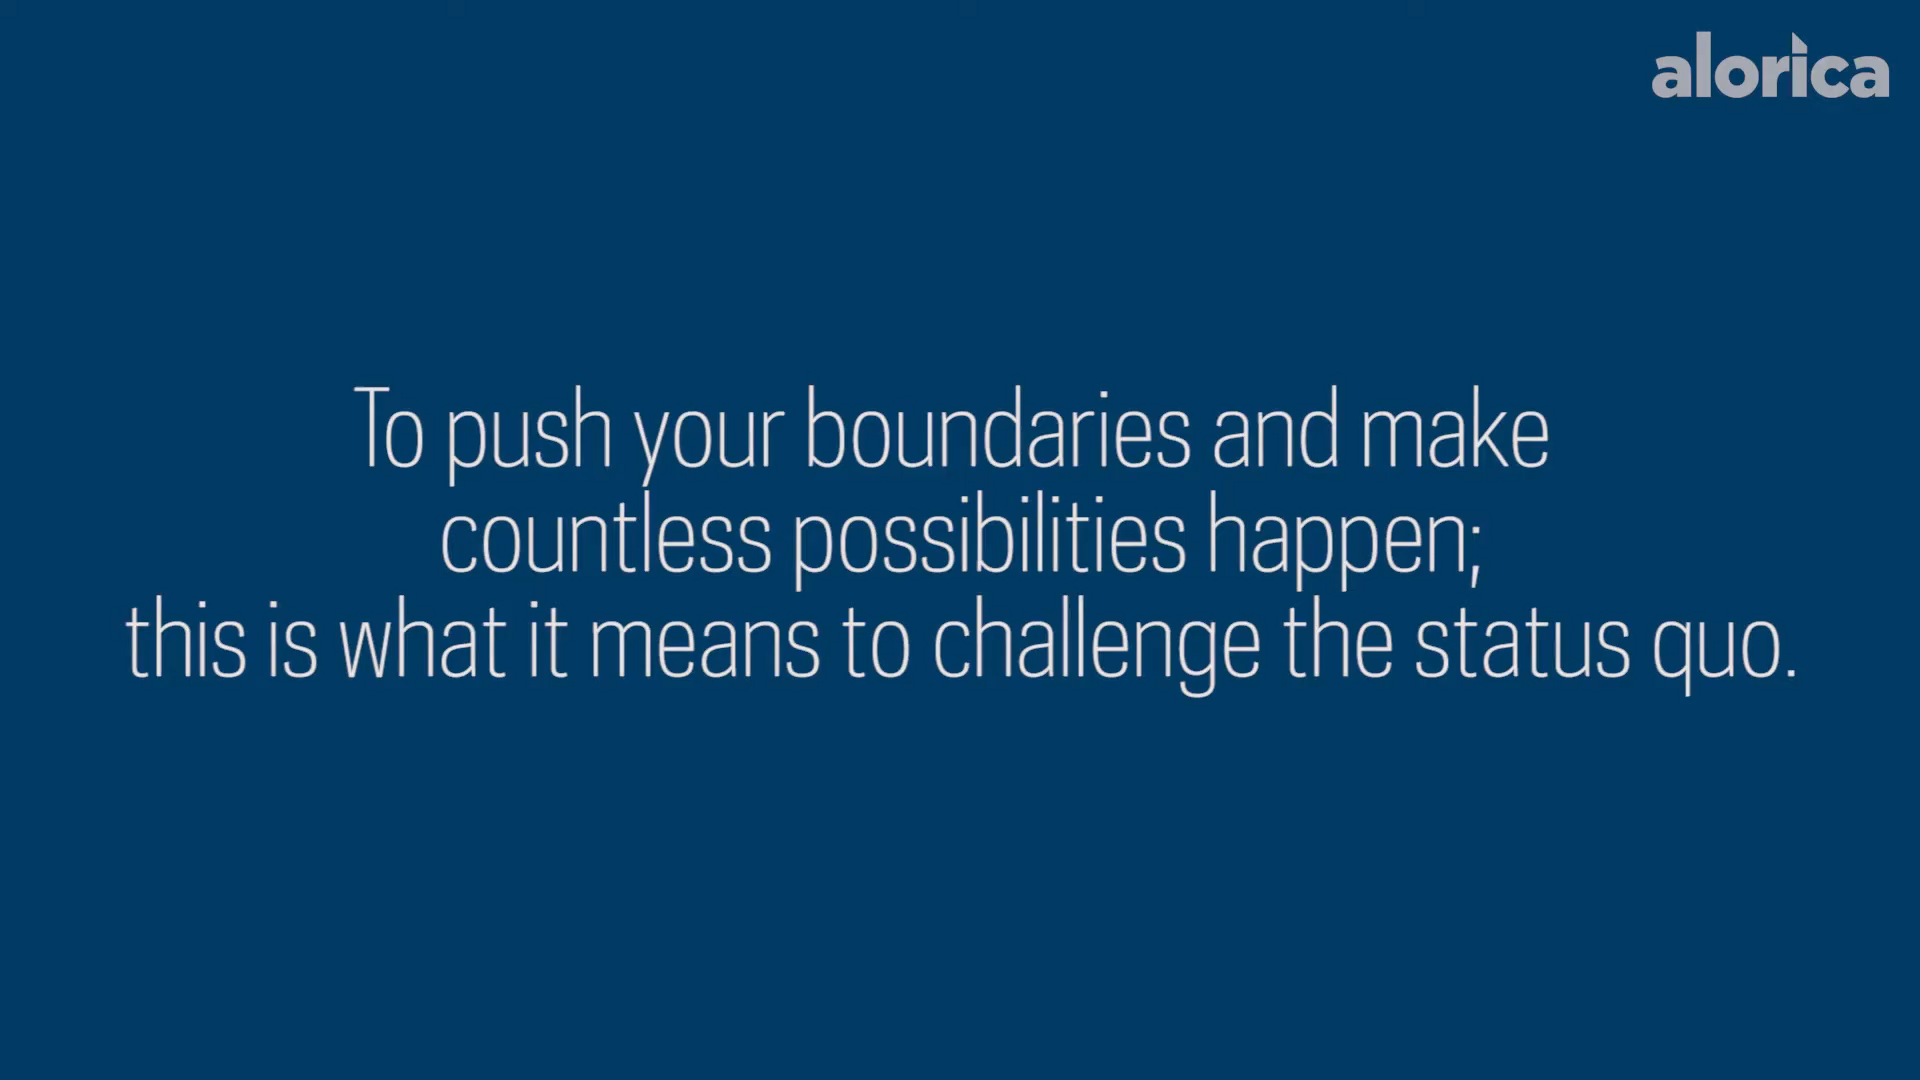 alorica
To push your boundaries and make
countless possibilities happen;
this is what it means to challenge the status quo.